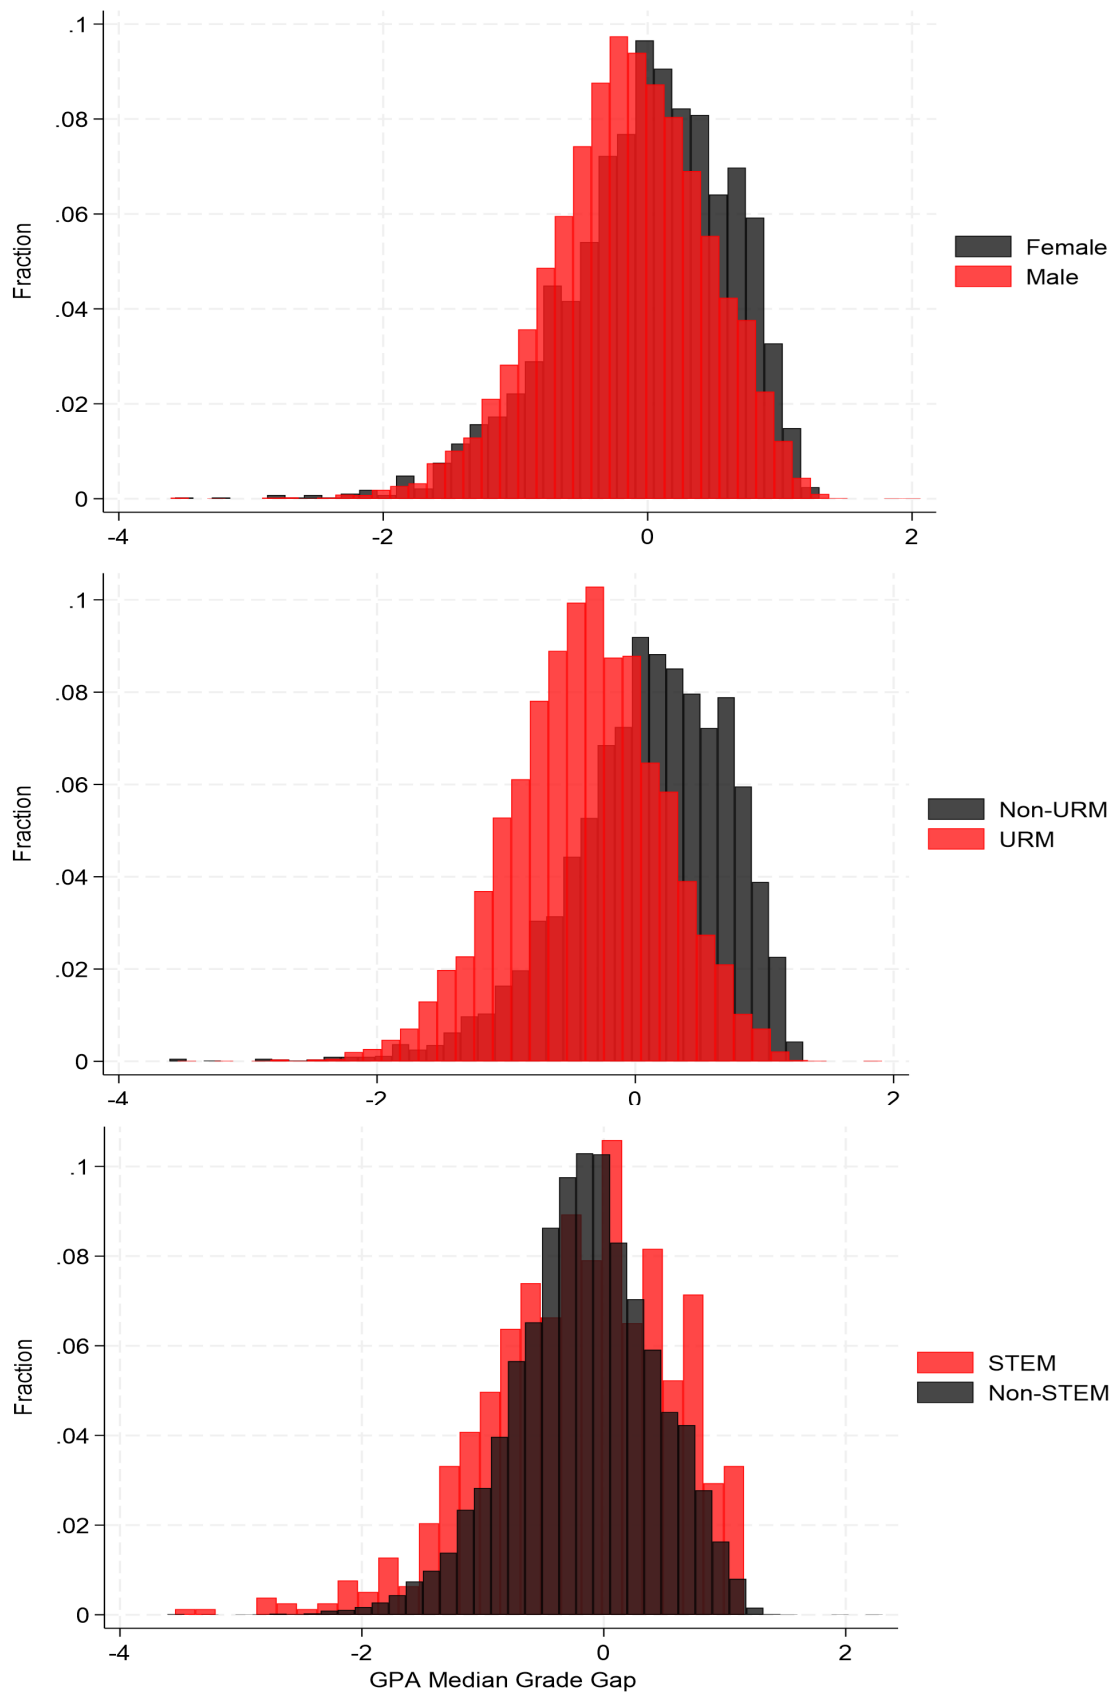 .1
.08
.06
.04
.02
0
Fraction
-4 -2 0 2
Female
Male
.1
.08
.06
.04
.02
0
Fraction
-4 -2 0 2
Non-URM
URM
.1
.08
.06
.04
.02
0
Fraction
-4 -2 0 2
GPA Median Grade Gap
STEM
Non-STEM